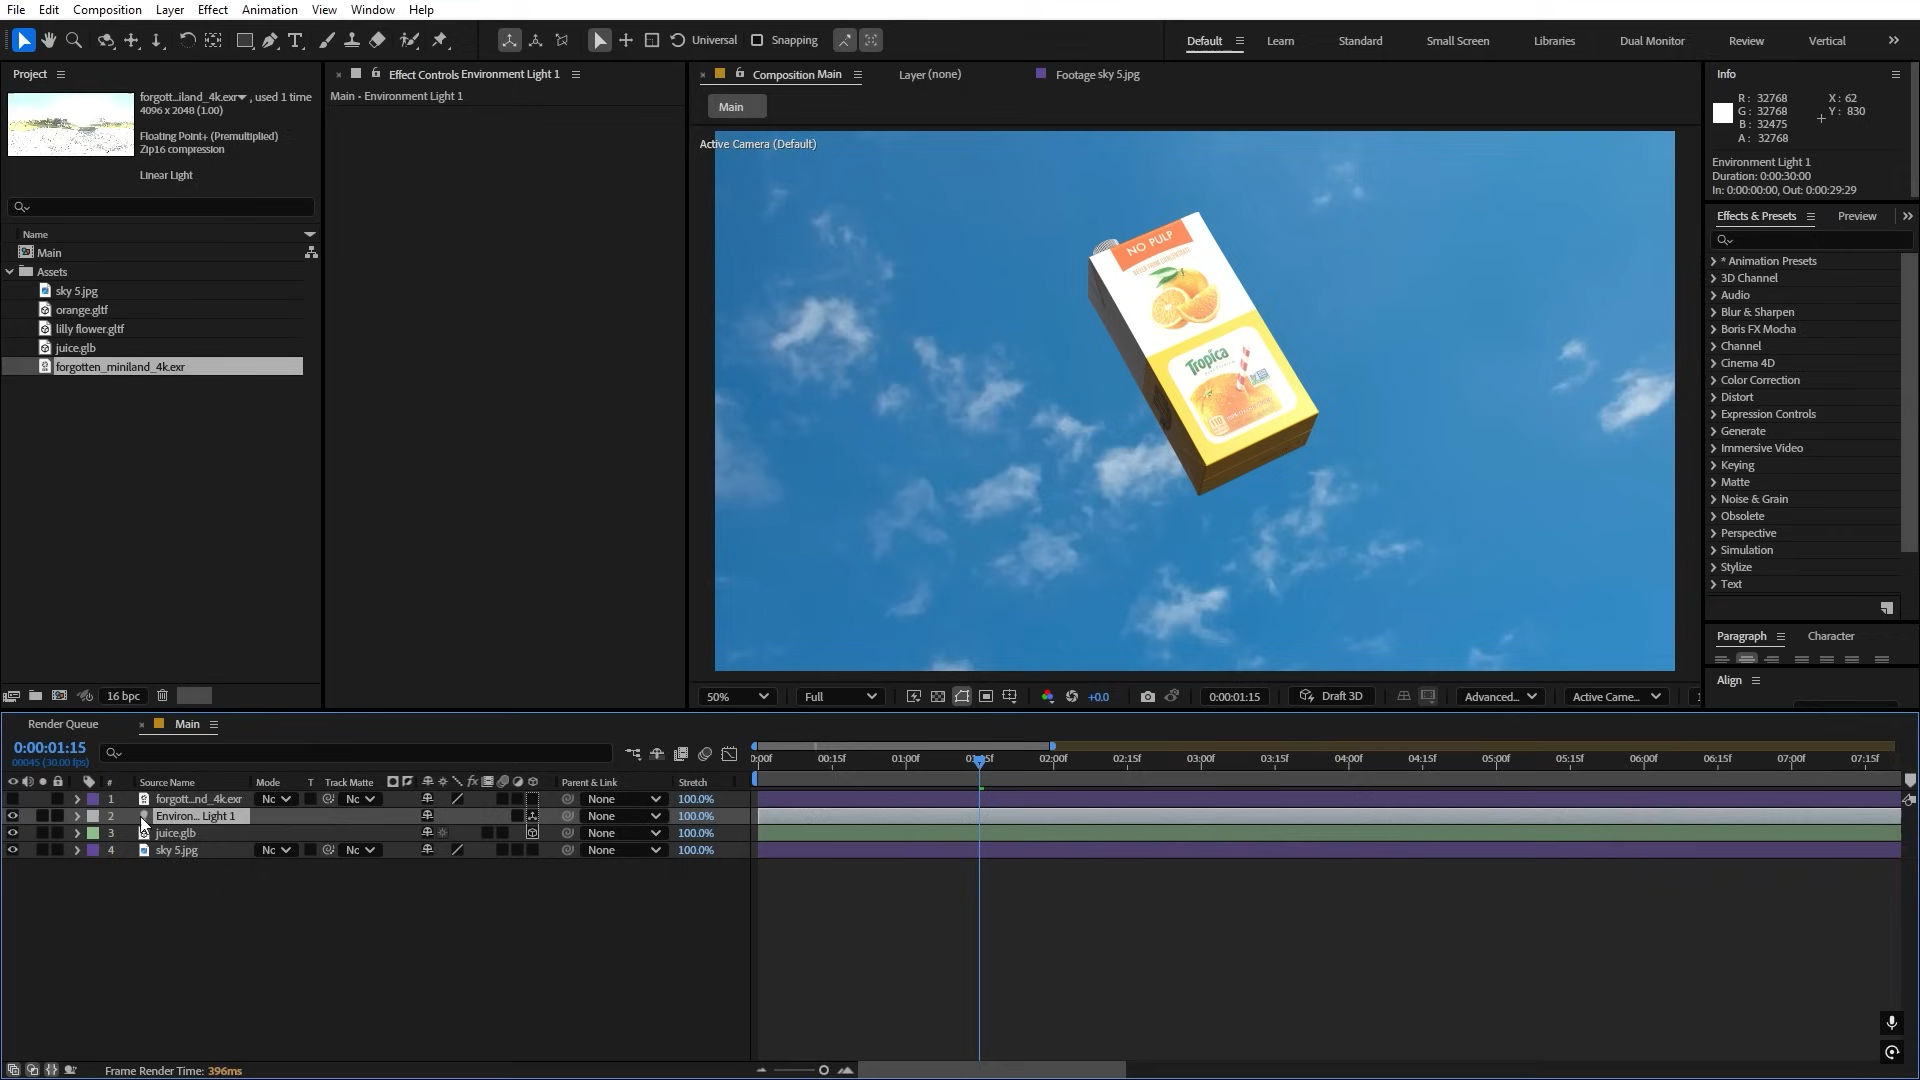 File Edit Composition Layer Effect Animation View Window Help
Universal Snapping
Default Learn Standard Small Screen Libraries Dual Monitor Review Vertical
Project
forgott..iland_4k.exr , used 1 time
4096 x 2048 (1.00)
Floating Point+ (Premultiplied)
Zip16 compression
Linear Light
Name
Main
Assets
sky 5.jpg
orange.gltf
lilly flower.gltf
juice.glb
forgotten_miniland_4k.exr
16 bpc
Effect Controls Environment Light 1
Main • Environment Light 1
Composition Main Layer (none) Footage sky 5.jpg
Main
Active Camera (Default)
NO PULP
Tropica
50% Full +0.0 0:00:01:15 Draft 3D Advanced... Active Came...
Info
R: 32768 X: 62
G: 32768 Y: 830
B: 32475
A: 32768
Environment Light 1
Duration: 0:00:30:00
In: 0:00:00:00, Out: 0:00:29:29
Effects & Presets Preview
* Animation Presets
3D Channel
Audio
Blur & Sharpen
Boris FX Mocha
Channel
Cinema 4D
Color Correction
Distort
Expression Controls
Generate
Immersive Video
Keying
Matte
Noise & Grain
Obsolete
Perspective
Simulation
Stylize
Text
Paragraph Character
Align
Render Queue Main
0:00:01:15
00045 (30.00 fps)
:00f 00:15f 01:00f 01:15f 02:00f 02:15f 03:00f 03:15f 04:00f 04:15f 05:00f 05:15f 06:00f 06:15f 07:00f 07:15f
# Source Name Mode T Track Matte fx Parent & Link Stretch
1 forgott...nd_4k.exr Nc Nc None 100.0%
2 Environ... Light 1 None 100.0%
3 juice.glb None 100.0%
4 sky 5.jpg Nc Nc None 100.0%
Frame Render Time: 396ms